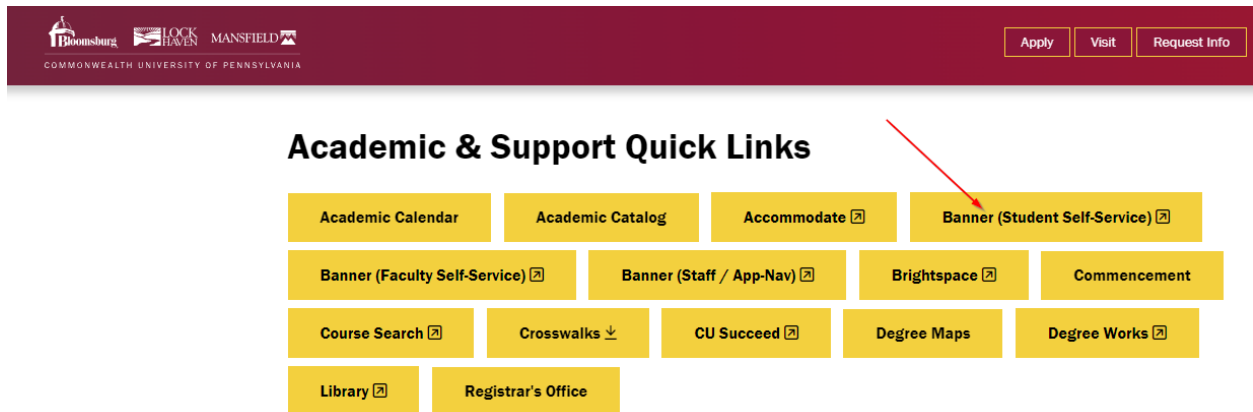 Bloomsburg LOCK HAVEN MANSFIELD
COMMONWEALTH UNIVERSITY OF PENNSYLVANIA
Apply Visit Request Info
Academic & Support Quick Links
Academic Calendar Academic Catalog Accommodate Banner (Student Self-Service)
Banner (Faculty Self-Service) Banner (Staff / App-Nav) Brightspace Commencement
Course Search Crosswalks CU Succeed Degree Maps Degree Works
Library Registrar's Office